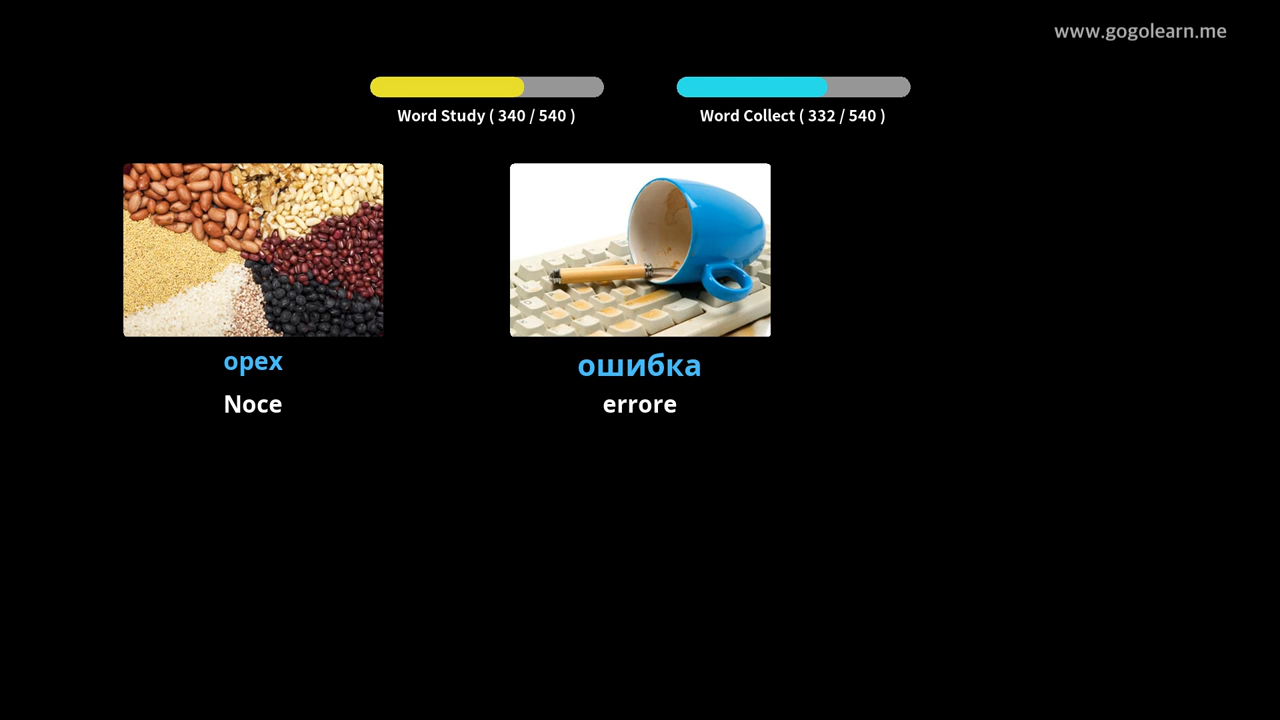 www.gogolearn.me
Word Study ( 340 / 540 )
Word Collect ( 332 / 540 )
орех
Noce
ошибка
errore